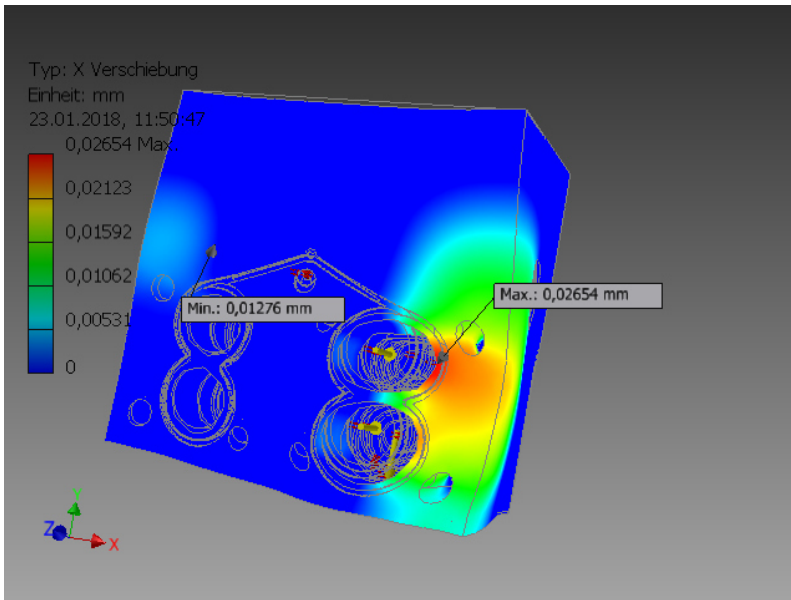 Typ: X Verschiebung
Einheit: mm
23.01.2018, 11:50:47
0,02654 Max.
0,02123
0,01592
0,01062
0,00531
0
Min.: 0,01276 mm
Max.: 0,02654 mm
Y
Z
X